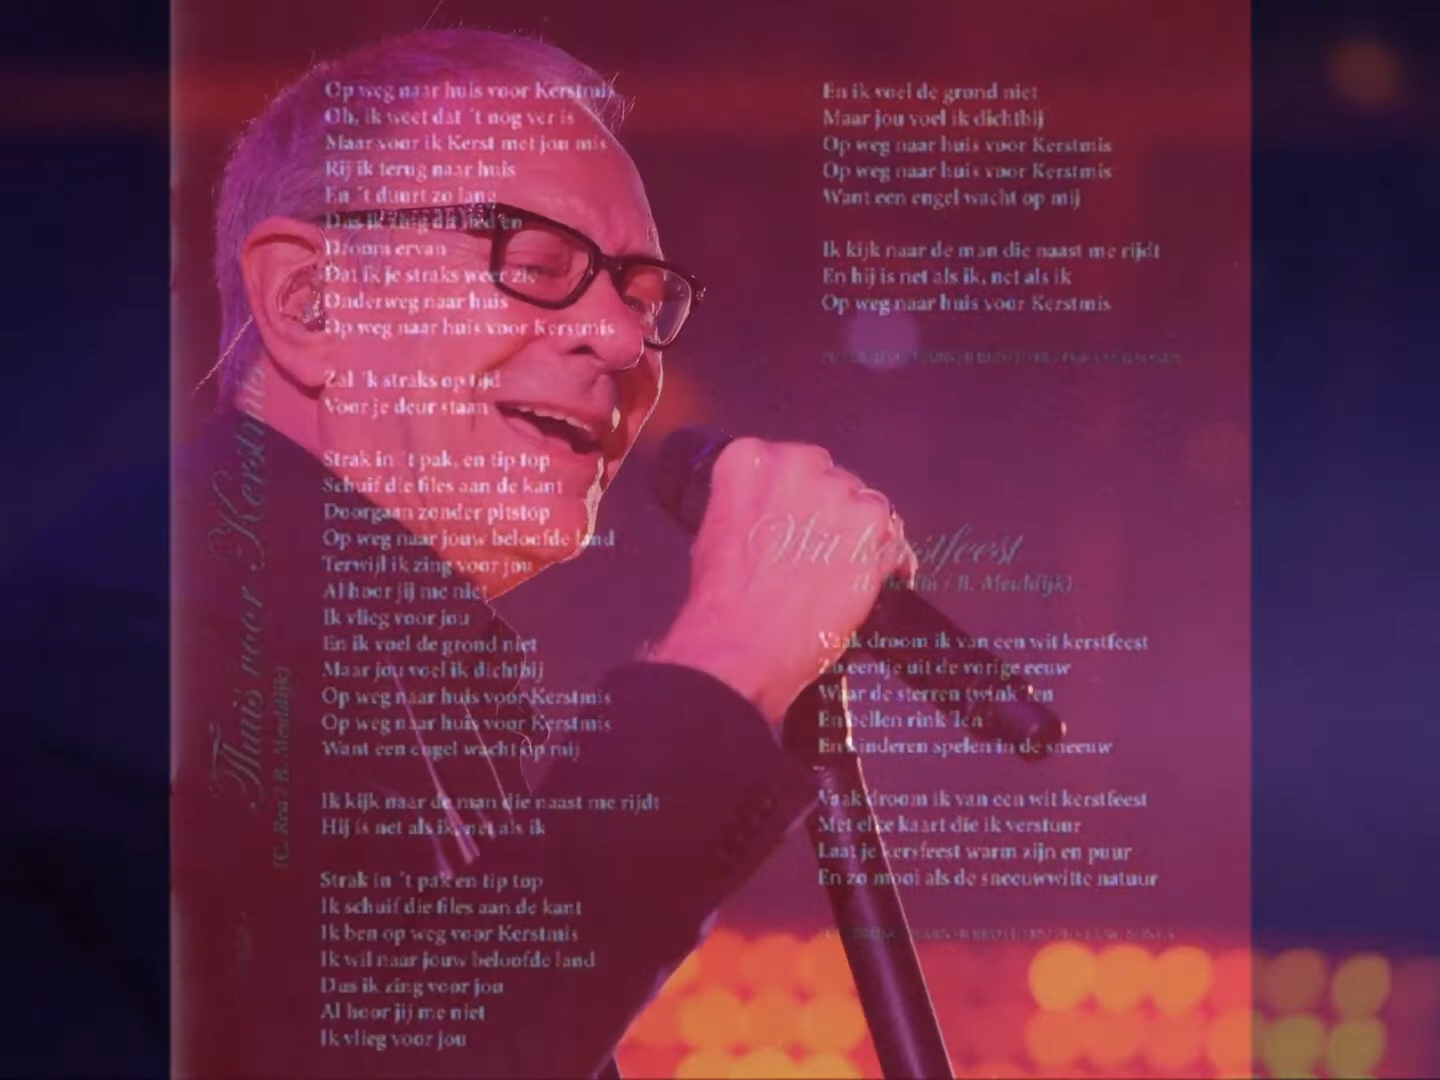 Thuis voor Kerstmis
(C. Rea / B. Meuldijk)
Op weg naar huis voor Kerstmis
Oh, ik weet dat 't nog ver is
Maar voor ik Kerst met jou mis
Rij ik terug naar huis
En 't duurt zo lang
Dus ik zing dit lied en
Droom ervan
Dat ik je straks weer zie
Onderweg naar huis
Op weg naar huis voor Kerstmis
Zal 'k straks op tijd
Voor je deur staan
Strak in 't pak, en tip top
Schuif die files aan de kant
Doorgaan zonder pitstop
Op weg naar jouw beloofde land
Terwijl ik zing voor jou
Al hoor jij me niet
Ik vlieg voor jou
En ik voel de grond niet
Maar jou voel ik dichtbij
Op weg naar huis voor Kerstmis
Op weg naar huis voor Kerstmis
Want een engel wacht op mij
Ik kijk naar de man die naast me rijdt
Hij is net als ik, net als ik
Strak in 't pak en tip top
Ik schuif die files aan de kant
Ik ben op weg voor Kerstmis
Ik wil naar jouw beloofde land
Dus ik zing voor jou
Al hoor jij me niet
Ik vlieg voor jou
En ik voel de grond niet
Maar jou voel ik dichtbij
Op weg naar huis voor Kerstmis
Op weg naar huis voor Kerstmis
Want een engel wacht op mij
Ik kijk naar de man die naast me rijdt
En hij is net als ik, net als ik
Op weg naar huis voor Kerstmis
Wit kerstfeest
(I. Berlin / B. Meuldijk)
Vaak droom ik van een wit kerstfeest
Zo eentje uit de vorige eeuw
Waar de sterren twink'len
En bellen rink'len
En kinderen spelen in de sneeuw
Vaak droom ik van een wit kerstfeest
Met elke kaart die ik verstuur
Laat je kersfeest warm zijn en puur
En zo mooi als de sneeuwwitte natuur